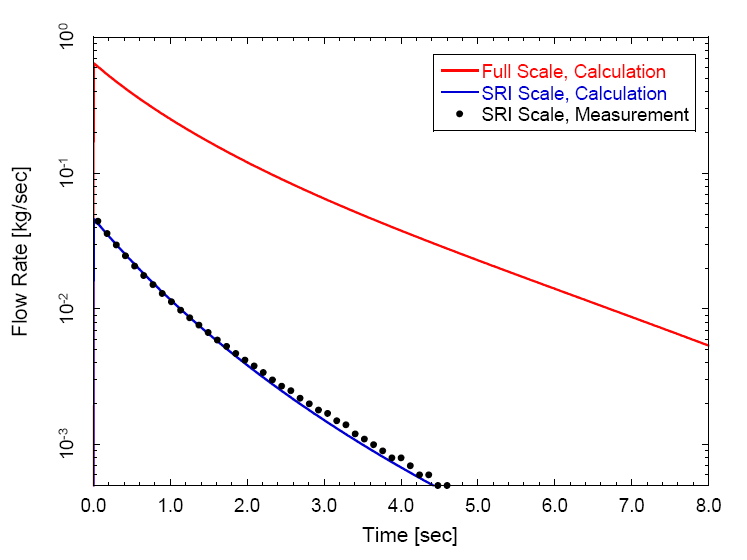 10⁰
Full Scale, Calculation
SRI Scale, Calculation
SRI Scale, Measurement
10⁻¹
Flow Rate [kg/sec]
10⁻²
10⁻³
0.0 1.0 2.0 3.0 4.0 5.0 6.0 7.0 8.0
Time [sec]